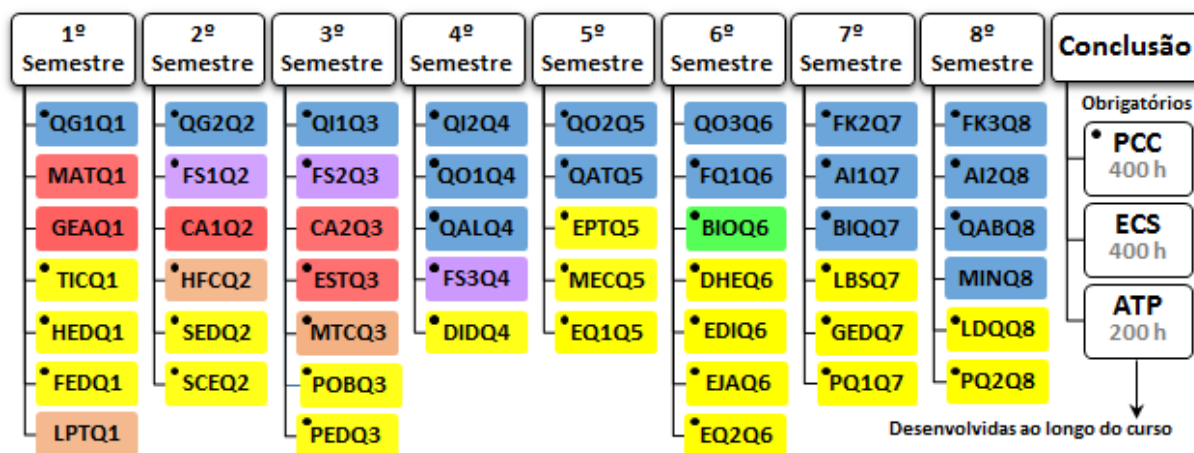 1º
Semestre
2º
Semestre
3º
Semestre
4º
Semestre
5º
Semestre
6º
Semestre
7º
Semestre
8º
Semestre
Conclusão
QG1Q1
MATQ1
GEAQ1
TICQ1
HEDQ1
FEDQ1
LPTQ1
QG2Q2
FS1Q2
CA1Q2
HFCQ2
SEDQ2
SCEQ2
QI1Q3
FS2Q3
CA2Q3
ESTQ3
MTCQ3
POBQ3
PEDQ3
QI2Q4
QO1Q4
QALQ4
FS3Q4
DIDQ4
QO2Q5
QATQ5
EPTQ5
MECQ5
EQ1Q5
QO3Q6
FQ1Q6
BIOQ6
DHEQ6
EDIQ6
EJAQ6
EQ2Q6
FK2Q7
AI1Q7
BIQQ7
LBSQ7
GEDQ7
PQ1Q7
FK3Q8
AI2Q8
QABQ8
MINQ8
LDQQ8
PQ2Q8
Obrigatórios
PCC
400 h
ECS
400 h
ATP
200 h
Desenvolvidas ao longo do curso